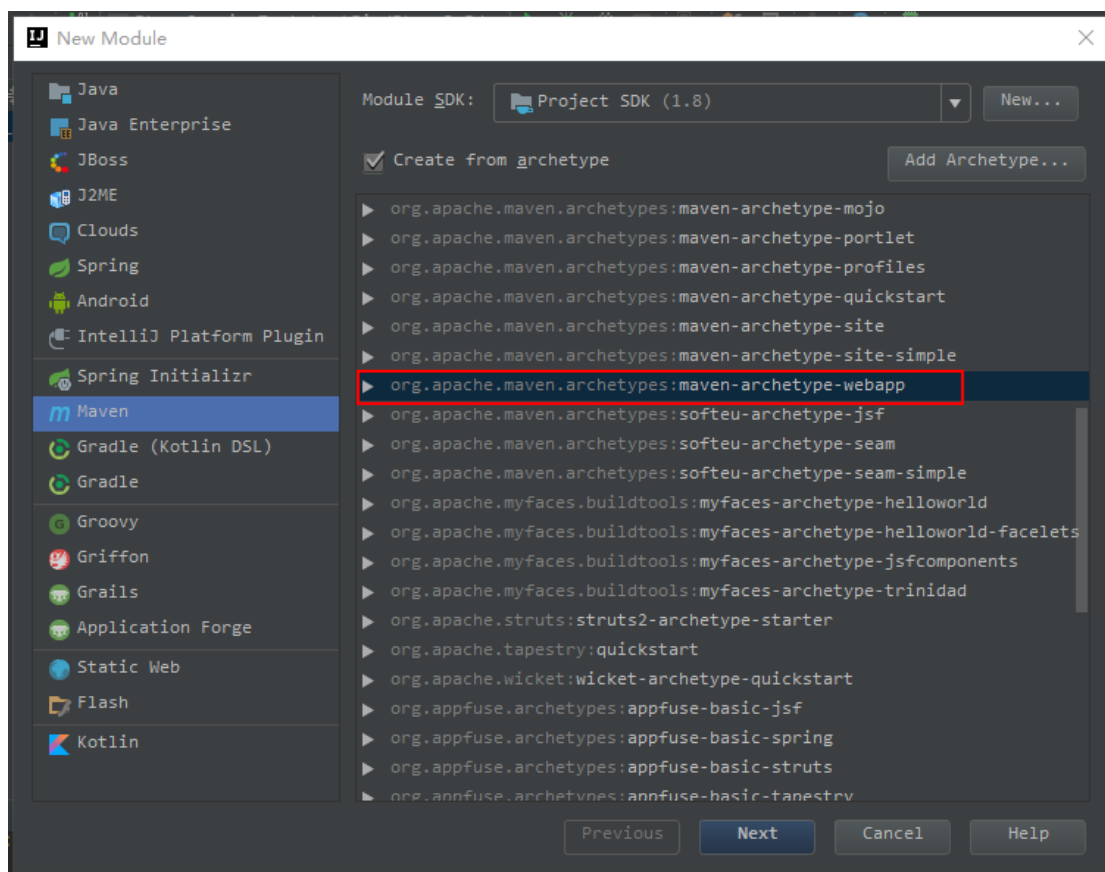 New Module
Java
Java Enterprise
JBoss
J2ME
Clouds
Spring
Android
IntelliJ Platform Plugin
Spring Initializr
Maven
Gradle (Kotlin DSL)
Gradle
Groovy
Griffon
Grails
Application Forge
Static Web
Flash
Kotlin
Module SDK: Project SDK (1.8) New...
Create from archetype Add Archetype...
org.apache.maven.archetypes:maven-archetype-mojo
org.apache.maven.archetypes:maven-archetype-portlet
org.apache.maven.archetypes:maven-archetype-profiles
org.apache.maven.archetypes:maven-archetype-quickstart
org.apache.maven.archetypes:maven-archetype-site
org.apache.maven.archetypes:maven-archetype-site-simple
org.apache.maven.archetypes:maven-archetype-webapp
org.apache.maven.archetypes:softeu-archetype-jsf
org.apache.maven.archetypes:softeu-archetype-seam
org.apache.maven.archetypes:softeu-archetype-seam-simple
org.apache.myfaces.buildtools:myfaces-archetype-helloworld
org.apache.myfaces.buildtools:myfaces-archetype-helloworld-facelets
org.apache.myfaces.buildtools:myfaces-archetype-jsfcomponents
org.apache.myfaces.buildtools:myfaces-archetype-trinidad
org.apache.struts:struts2-archetype-starter
org.apache.tapestry:quickstart
org.apache.wicket:wicket-archetype-quickstart
org.appfuse.archetypes:appfuse-basic-jsf
org.appfuse.archetypes:appfuse-basic-spring
org.appfuse.archetypes:appfuse-basic-struts
org.appfuse.archetypes:appfuse-basic-tapestry
Previous Next Cancel Help